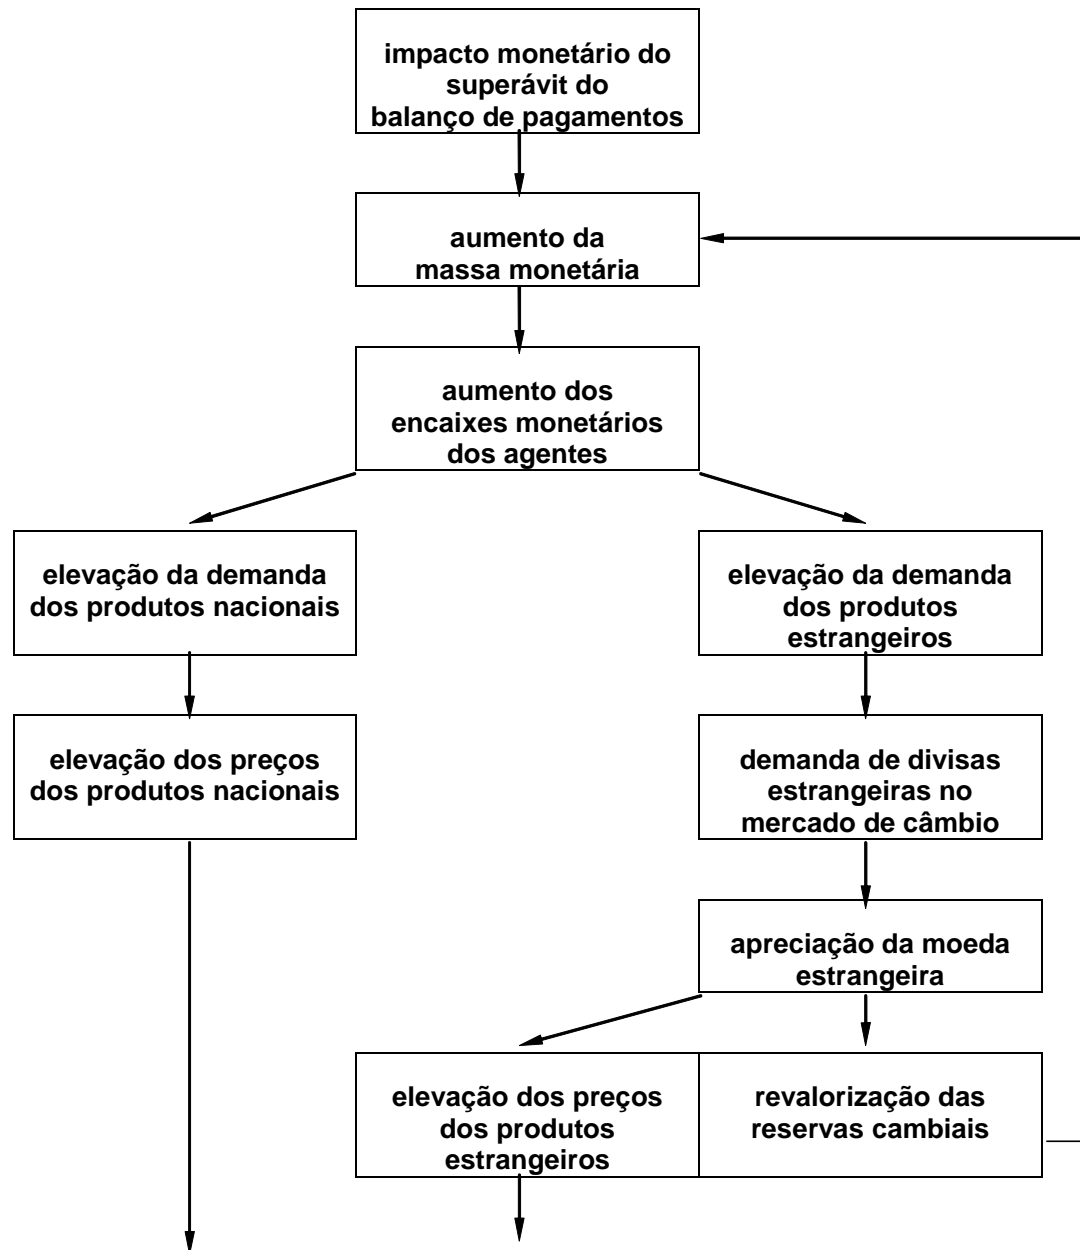 impacto monetário do
superávit do
balanço de pagamentos
aumento da
massa monetária
aumento dos
encaixes monetários
dos agentes
elevação da demanda
dos produtos nacionais
elevação da demanda
dos produtos
estrangeiros
elevação dos preços
dos produtos nacionais
demanda de divisas
estrangeiras no
mercado de câmbio
apreciação da moeda
estrangeira
elevação dos preços
dos produtos
estrangeiros
revalorização das
reservas cambiais